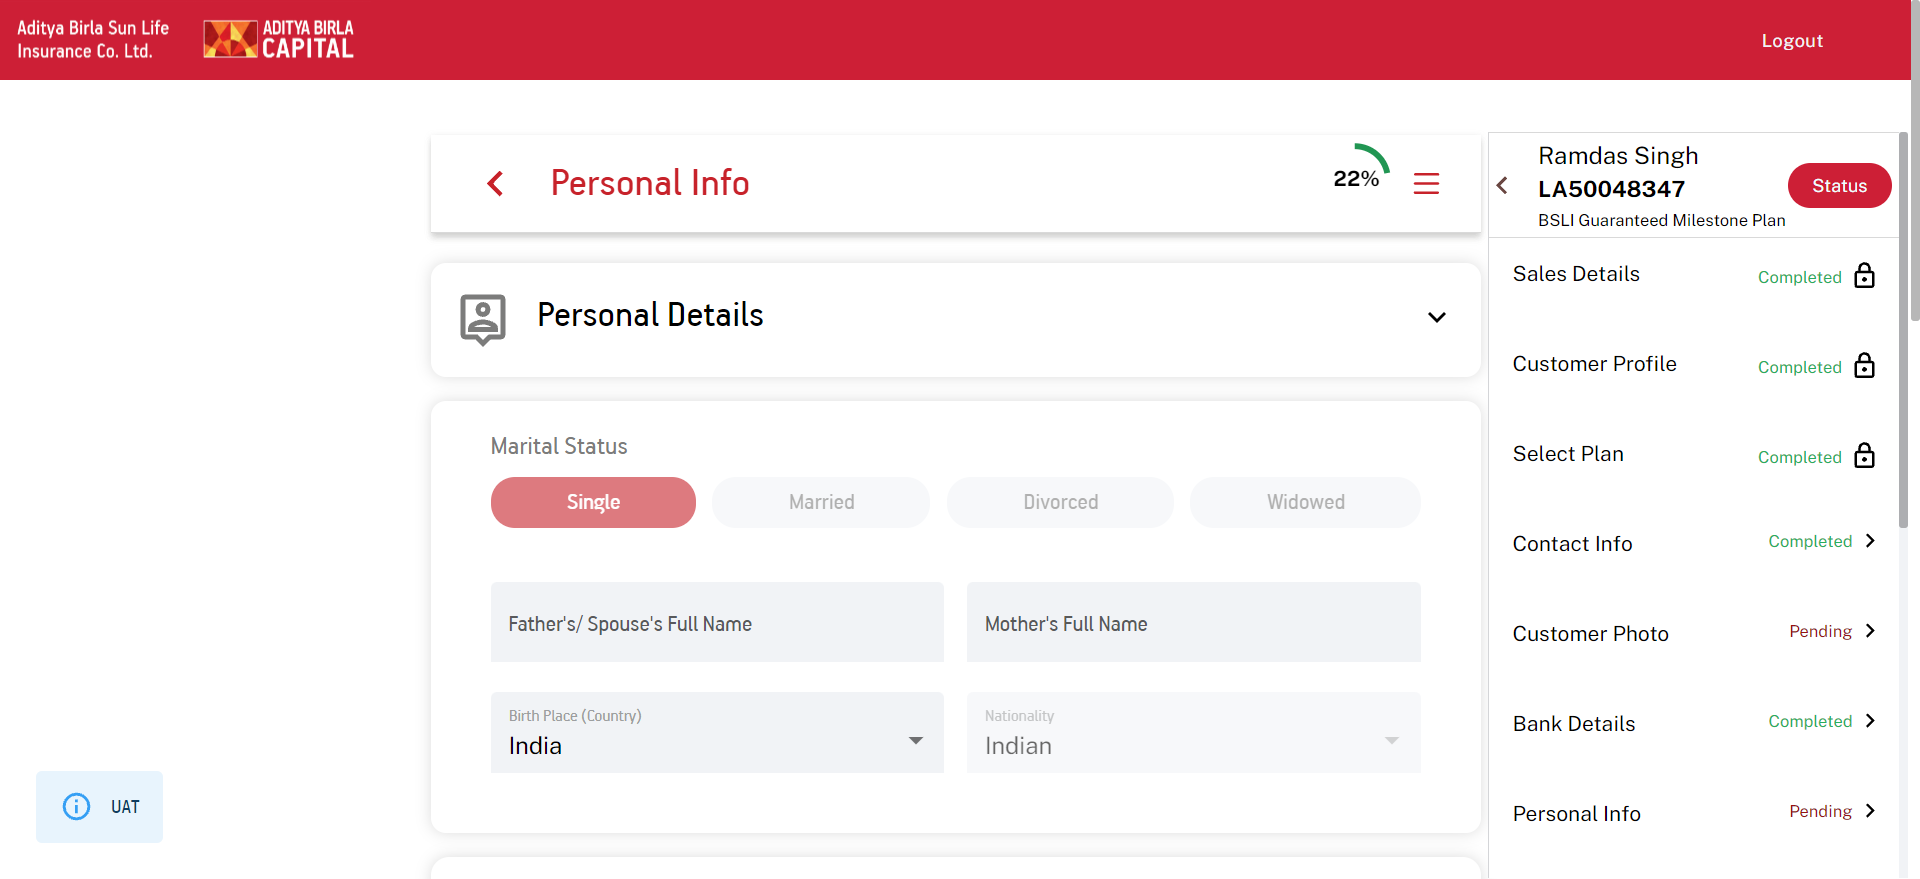 Aditya Birla Sun Life
Insurance Co. Ltd.
ADITYA BIRLA
CAPITAL
Logout
Personal Info
22%
Personal Details
Marital Status
Single
Married
Divorced
Widowed
Father's/ Spouse's Full Name
Mother's Full Name
Birth Place (Country)
India
Nationality
Indian
UAT
Ramdas Singh
LA50048347
BSLI Guaranteed Milestone Plan
Status
Sales Details
Completed
Customer Profile
Completed
Select Plan
Completed
Contact Info
Completed
Customer Photo
Pending
Bank Details
Completed
Personal Info
Pending